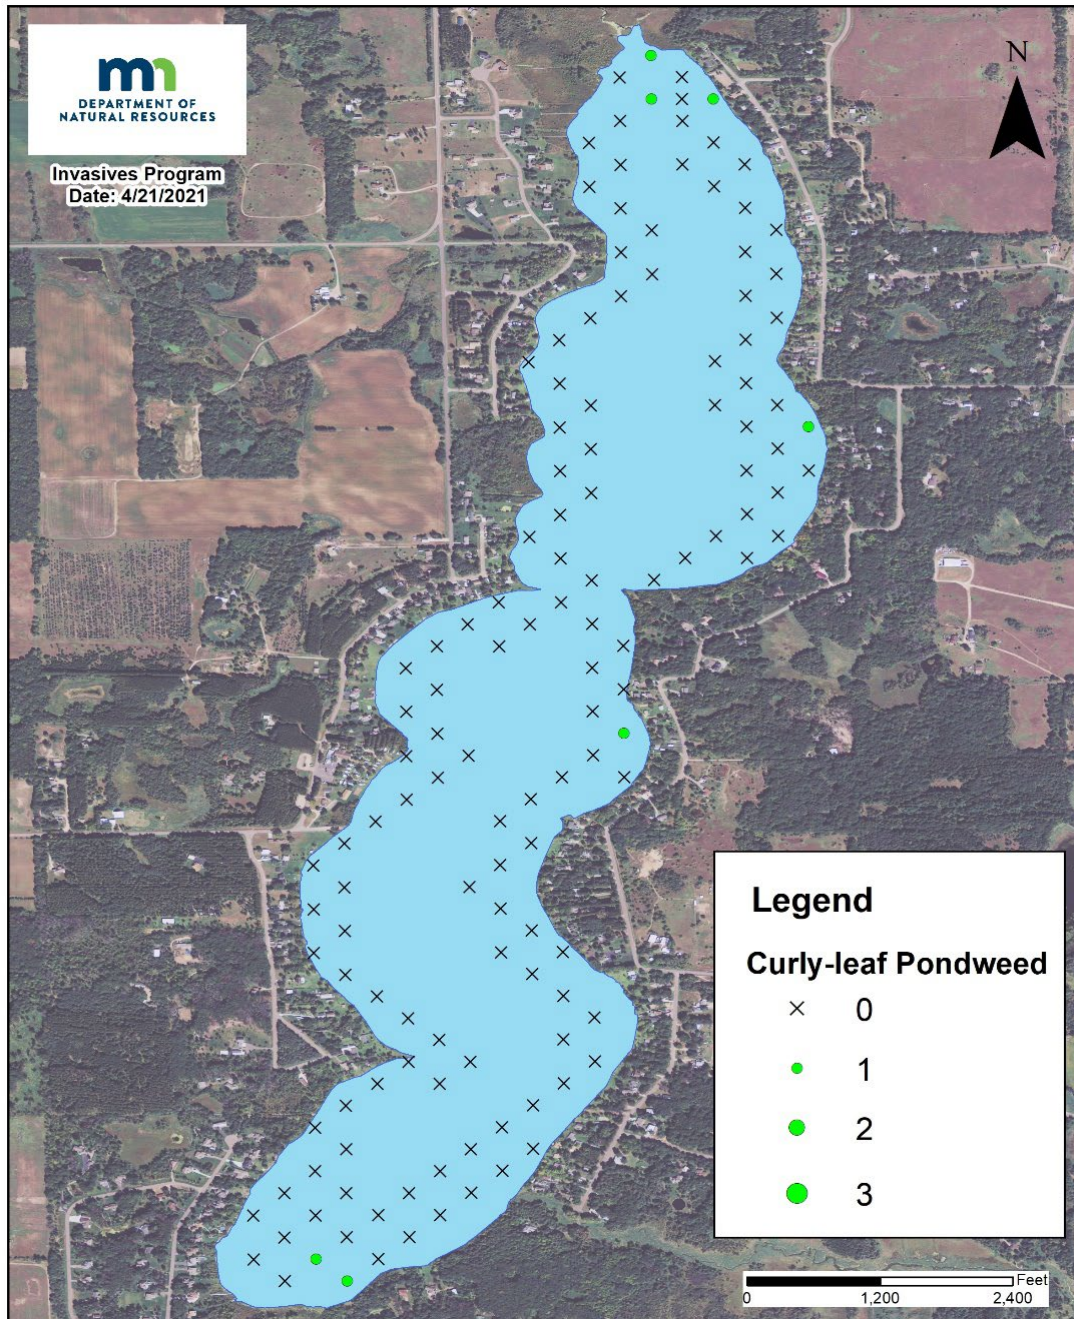 mn
DEPARTMENT OF
NATURAL RESOURCES
Invasives Program
Date: 4/21/2021
N
Legend
Curly-leaf Pondweed
0
1
2
3
Feet
0 1,200 2,400